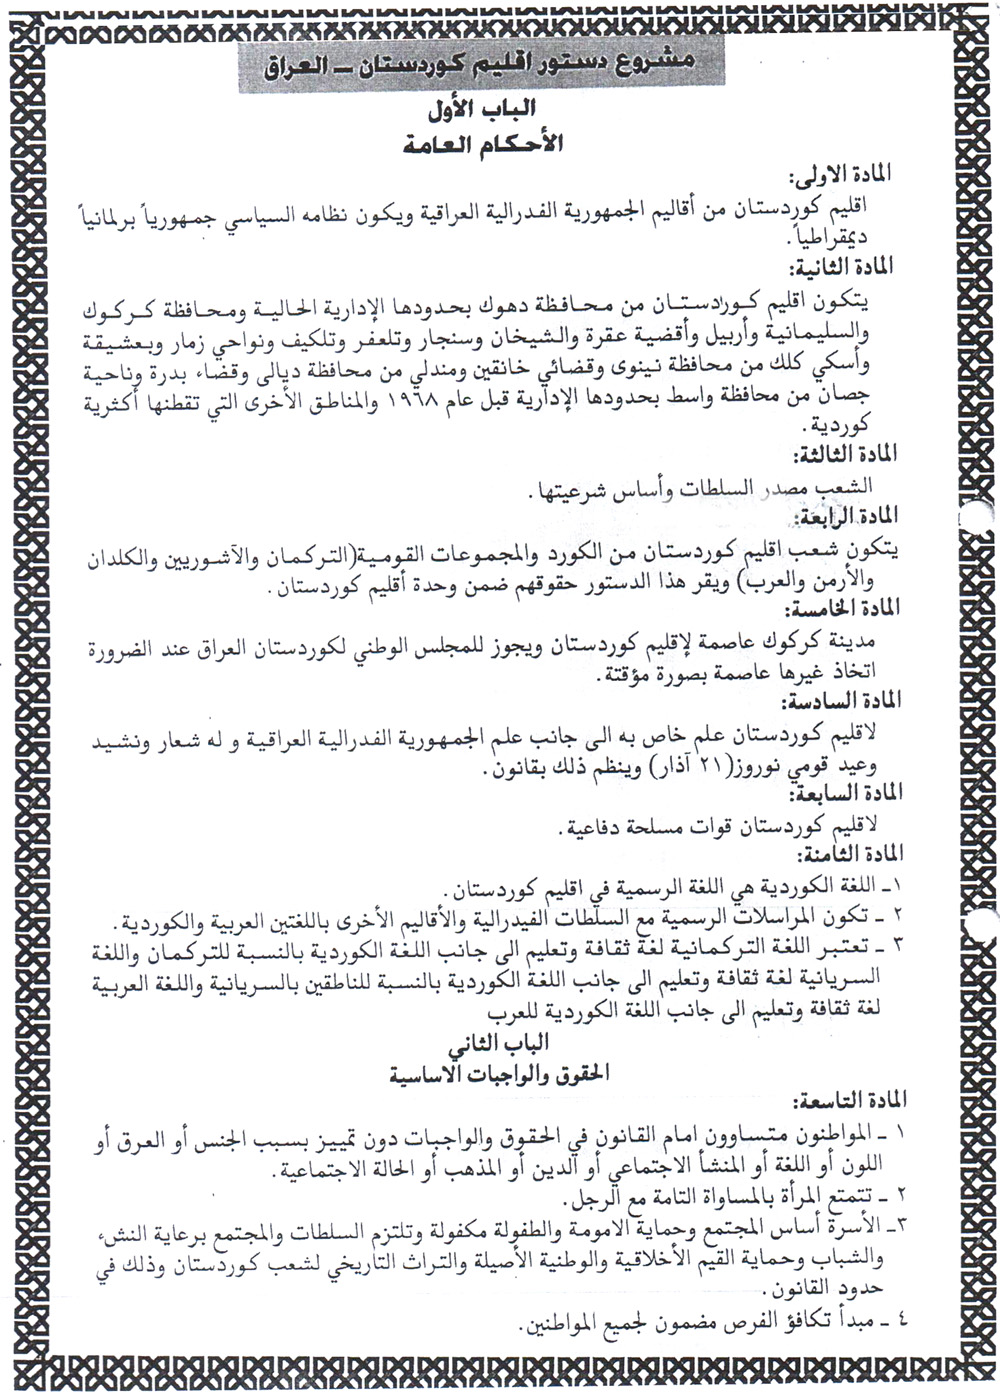 مشروع دستور اقليم كوردستان ــ العراق
الباب الأول
الأحكام العامة
المادة الاولى:
اقليم كوردستان من أقاليم الجمهورية الفدرالية العراقية ويكون نظامه السياسي جمهورياً برلمانياً
ديمقراطياً.
المادة الثانية:
يتكون اقليم كوردستان من محافظة دهوك بحدودها الإدارية الحالية ومحافظة كركوك
والسليمانية وأربيل وأقضية عقرة والشيخان وسنجار وتلعفر وتلكيف ونواحي زمار وبعشيقة
وأسكي كلك من محافظة نينوى وقضائي خانقين ومندلي من محافظة ديالى وقضاء بدرة وناحية
جصان من محافظة واسط بحدودها الإدارية قبل عام ١٩٦٨ والمناطق الأخرى التي تقطنها أكثرية
كوردية.
المادة الثالثة:
الشعب مصدر السلطات وأساس شرعيتها.
المادة الرابعة:
يتكون شعب اقليم كوردستان من الكورد والمجموعات القومية(التركمان والآشوريين والكلدان
والأرمن والعرب) ويقر هذا الدستور حقوقهم ضمن وحدة أقليم كوردستان.
المادة الخامسة:
مدينة كركوك عاصمة لإقليم كوردستان ويجوز للمجلس الوطني لكوردستان العراق عند الضرورة
اتخاذ غيرها عاصمة بصورة مؤقتة.
المادة السادسة:
لاقليم كوردستان علم خاص به الى جانب علم الجمهورية الفدرالية العراقية و له شعار ونشيد
وعيد قومي نوروز(٢١ آذار) وينظم ذلك بقانون.
المادة السابعة:
لاقليم كوردستان قوات مسلحة دفاعية.
المادة الثامنة:
١ـ اللغة الكوردية هي اللغة الرسمية في اقليم كوردستان.
٢ ـ تكون المراسلات الرسمية مع السلطات الفيدرالية والأقاليم الأخرى باللغتين العربية والكوردية.
٣ ـ تعتبر اللغة التركمانية لغة ثقافة وتعليم الى جانب اللغة الكوردية بالنسبة للتركمان واللغة
السريانية لغة ثقافة وتعليم الى جانب اللغة الكوردية بالنسبة للناطقين بالسريانية واللغة العربية
لغة ثقافة وتعليم الى جانب اللغة الكوردية للعرب
الباب الثاني
الحقوق والواجبات الاساسية
المادة التاسعة:
١ ـ المواطنون متساوون امام القانون في الحقوق والواجبات دون تمييز بسبب الجنس أو العرق أو
اللون أو اللغة أو المنشأ الاجتماعي أو الدين أو المذهب أو الحالة الاجتماعية.
٢ ـ تتمتع المرأة بالمساواة التامة مع الرجل.
٣ـ الأسرة أساس المجتمع وحماية الامومة والطفولة مكفولة وتلتزم السلطات والمجتمع برعاية النشء
والشباب وحماية القيم الأخلاقية والوطنية الأصيلة والتراث التاريخي لشعب كوردستان وذلك في
حدود القانون.
٤ ـ مبدأ تكافؤ الفرص مضمون لجميع المواطنين.